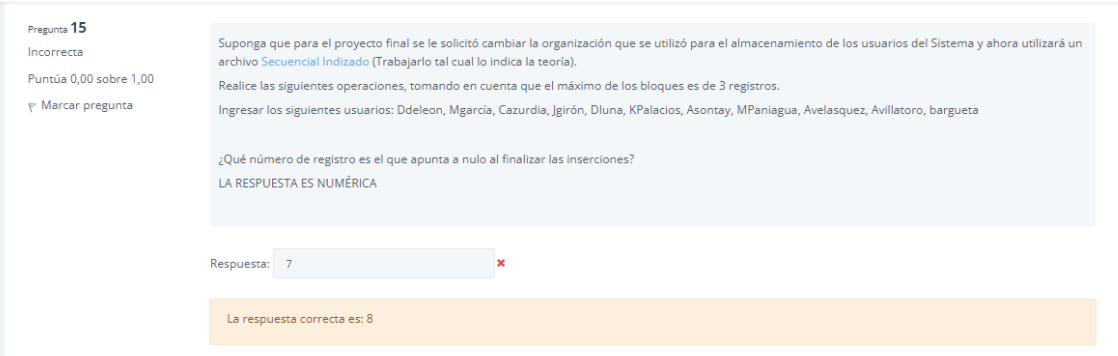 Pregunta 15
Incorrecta
Puntúa 0,00 sobre 1,00
Marcar pregunta
Suponga que para el proyecto final se le solicitó cambiar la organización que se utilizó para el almacenamiento de los usuarios del Sistema y ahora utilizará un
archivo Secuencial Indizado (Trabajarlo tal cual lo indica la teoría).
Realice las siguientes operaciones, tomando en cuenta que el máximo de los bloques es de 3 registros.
Ingresar los siguientes usuarios: Ddeleon, Mgarcía, Cazurdia, Jgirón, Dluna, KPalacios, Asontay, MPaniagua, Avelasquez, Avillatoro, bargueta
¿Qué número de registro es el que apunta a nulo al finalizar las inserciones?
LA RESPUESTA ES NUMÉRICA
Respuesta: 7
La respuesta correcta es: 8